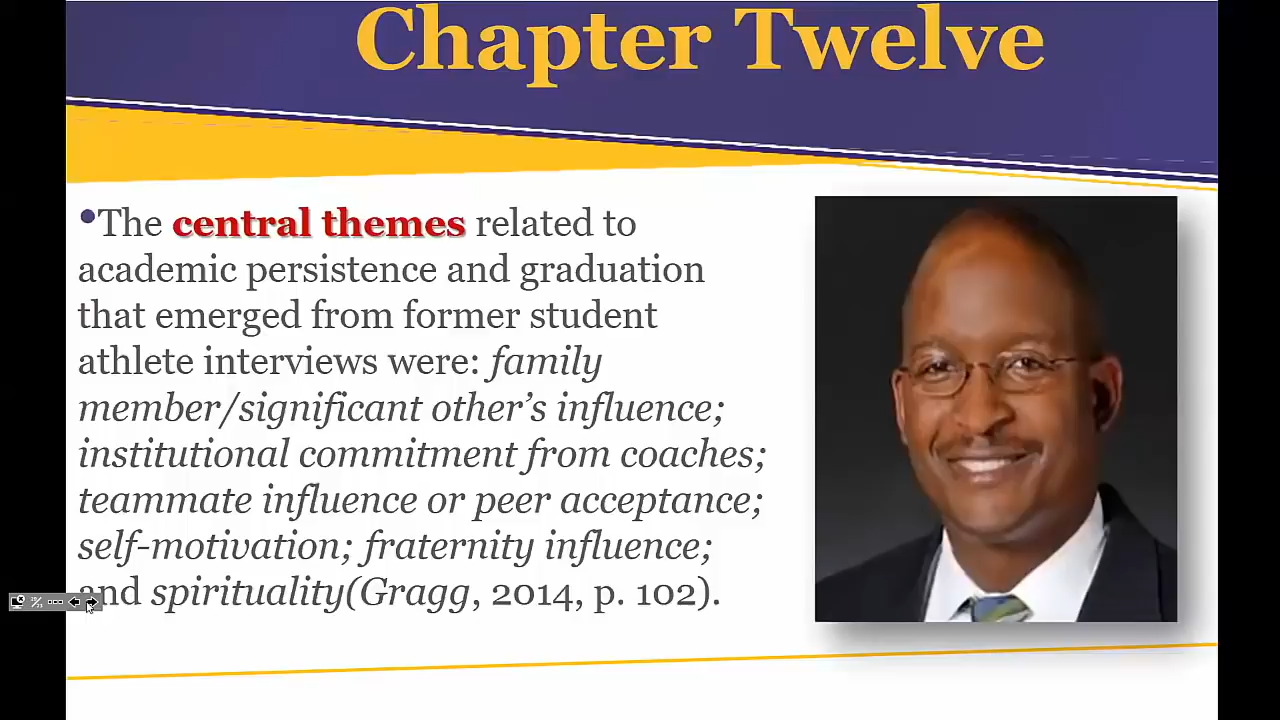 Chapter Twelve
•The central themes related to
academic persistence and graduation
that emerged from former student
athlete interviews were: family
member/significant other’s influence;
institutional commitment from coaches;
teammate influence or peer acceptance;
self-motivation; fraternity influence;
and spirituality(Gragg, 2014, p. 102).